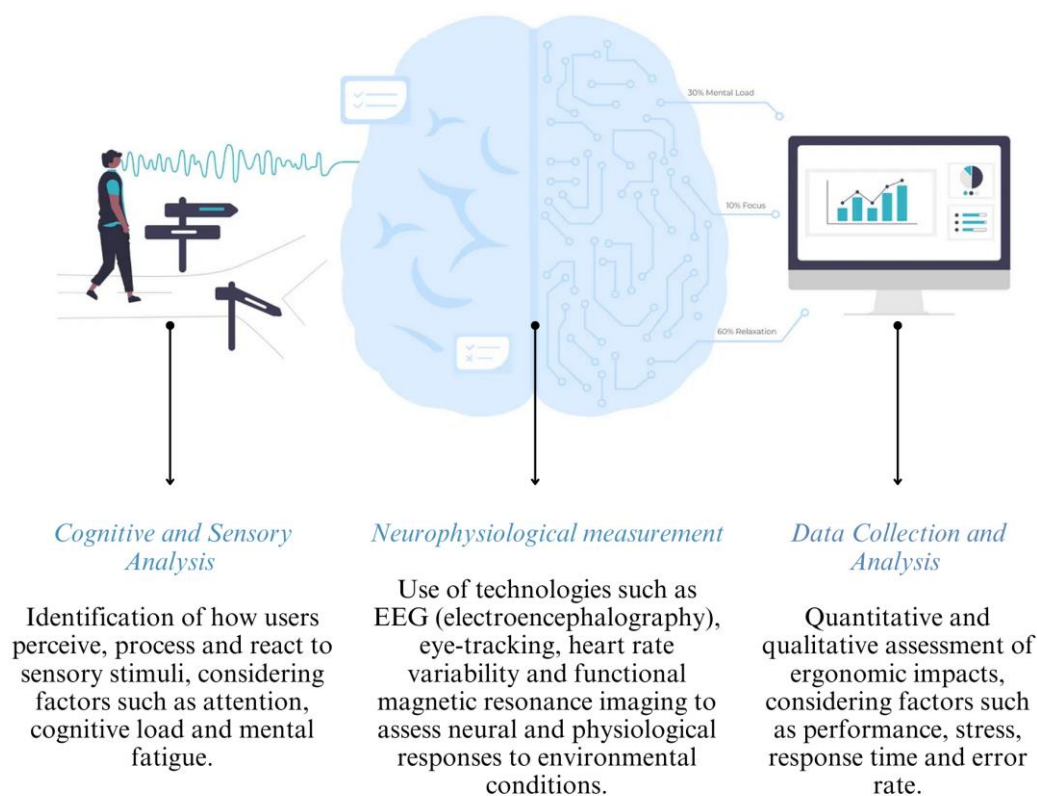 30% Mental Load
10% Focus
60% Relaxation
Cognitive and Sensory
Analysis
Identification of how users
perceive, process and react to
sensory stimuli, considering
factors such as attention,
cognitive load and mental
fatigue.
Neurophysiological measurement
Use of technologies such as
EEG (electroencephalography),
eye-tracking, heart rate
variability and functional
magnetic resonance imaging to
assess neural and physiological
responses to environmental
conditions.
Data Collection and
Analysis
Quantitative and
qualitative assessment of
ergonomic impacts,
considering factors such
as performance, stress,
response time and error
rate.